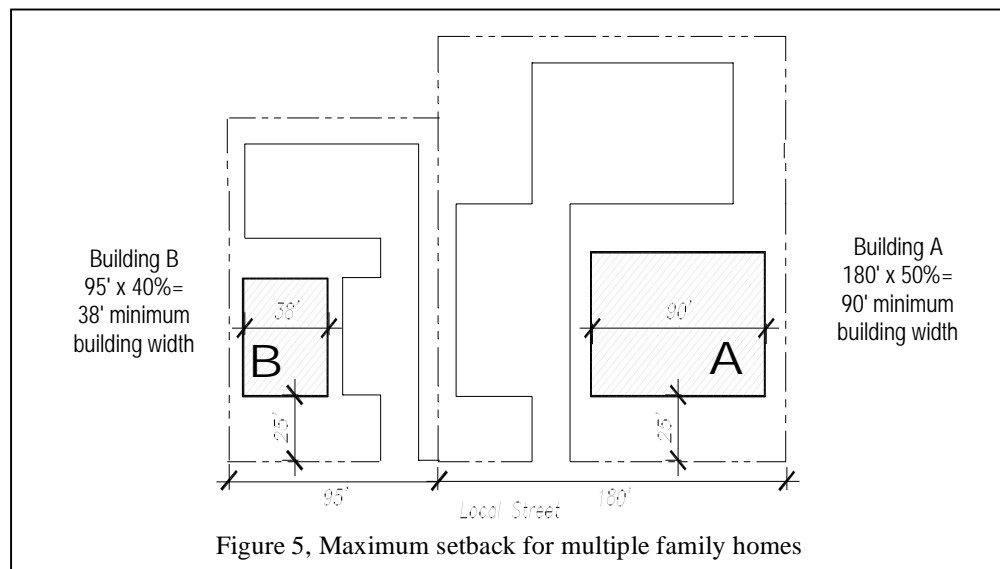 Building B
95' x 40%=
38' minimum
building width
38'
B
25'
95'
Building A
180' x 50%=
90' minimum
building width
90'
A
25'
180'
Local Street
Figure 5, Maximum setback for multiple family homes